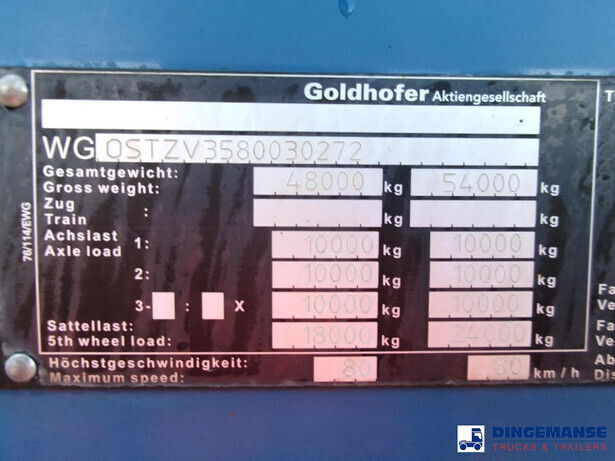 Goldhofer Aktiengesellschaft
WG 0STZV3580030272
Gesamtgewicht:
Gross weight: 48000 kg 54000 kg
Zug
Train : kg kg
Achslast
Axle load 1: 10000 kg 10000 kg
2: 10000 kg 10000 kg
3- : X 10000 kg 10000 kg
Sattellast:
5th wheel load: 18000 kg 24000 kg
Höchstgeschwindigkeit:
Maximum speed: 80 80 km/h
76/114/EWG
DINGEMANSE
TRUCKS & TRAILERS